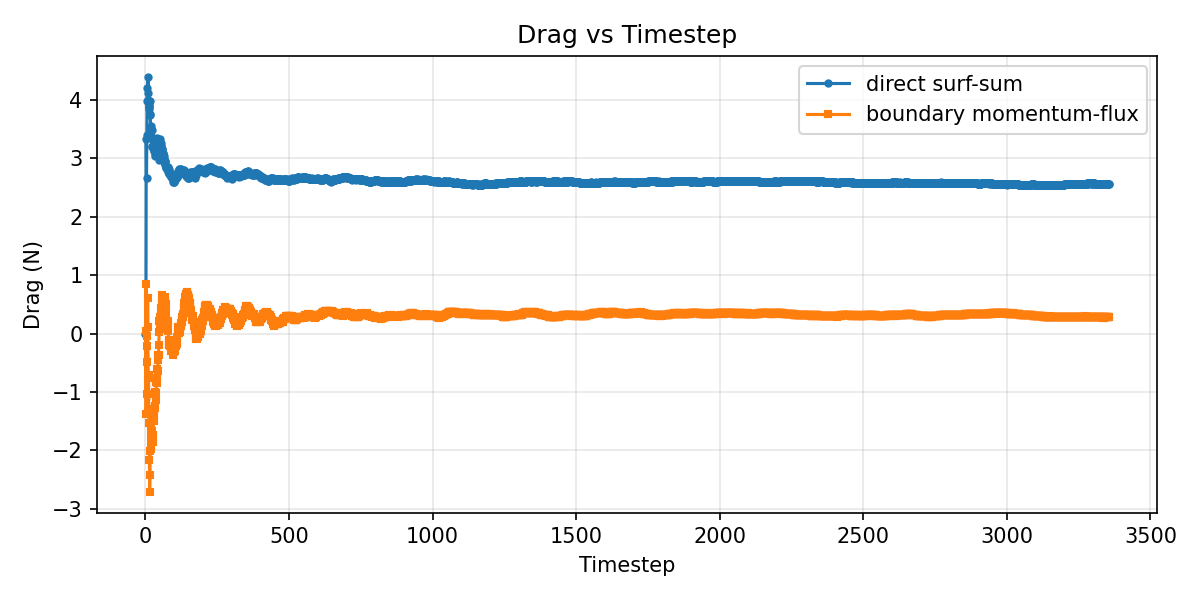 Drag vs Timestep
direct surf-sum
boundary momentum-flux
Drag (N)
4
3
2
1
0
−1
−2
−3
0 500 1000 1500 2000 2500 3000 3500
Timestep